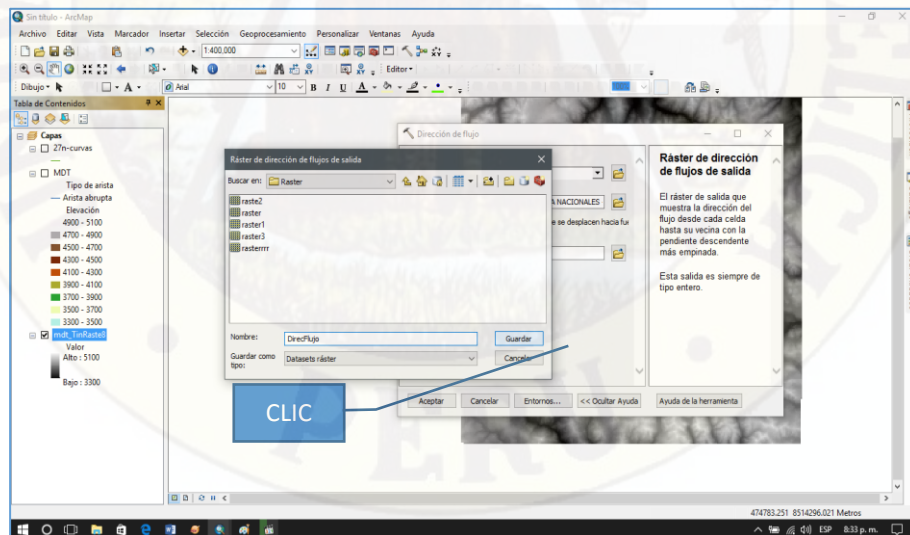 Sin título - ArcMap
Archivo Editar Vista Marcador Insertar Selección Geoprocesamiento Personalizar Ventanas Ayuda
1:400,000
Editor
Dibujo A Arial 10 B I U A
Tabla de Contenidos
Capas
27n-curvas
MDT
Tipo de arista
Arista abrupta
Elevación
4900 - 5100
4700 - 4900
4500 - 4700
4300 - 4500
4100 - 4300
3900 - 4100
3700 - 3900
3500 - 3700
3300 - 3500
mdt_TinRaste8
Valor
Alto : 5100
Bajo : 3300
Dirección de flujo
A NACIONALES
e se desplacen hacia fue
Ráster de dirección de flujos de salida
Buscar en: Raster
raste2
raster
raster1
raster3
rasterrrr
Nombre: DirecFlujo Guardar
Guardar como tipo: Datasets ráster Cancelar
Ráster de dirección
de flujos de salida
El ráster de salida que
muestra la dirección del
flujo desde cada celda
hasta su vecina con la
pendiente descendente
más empinada.
Esta salida es siempre de
tipo entero.
Aceptar Cancelar Entornos... << Ocultar Ayuda Ayuda de la herramienta
CLIC
PERU
474783.251 8514296.021 Metros
ESP 8:33 p. m.